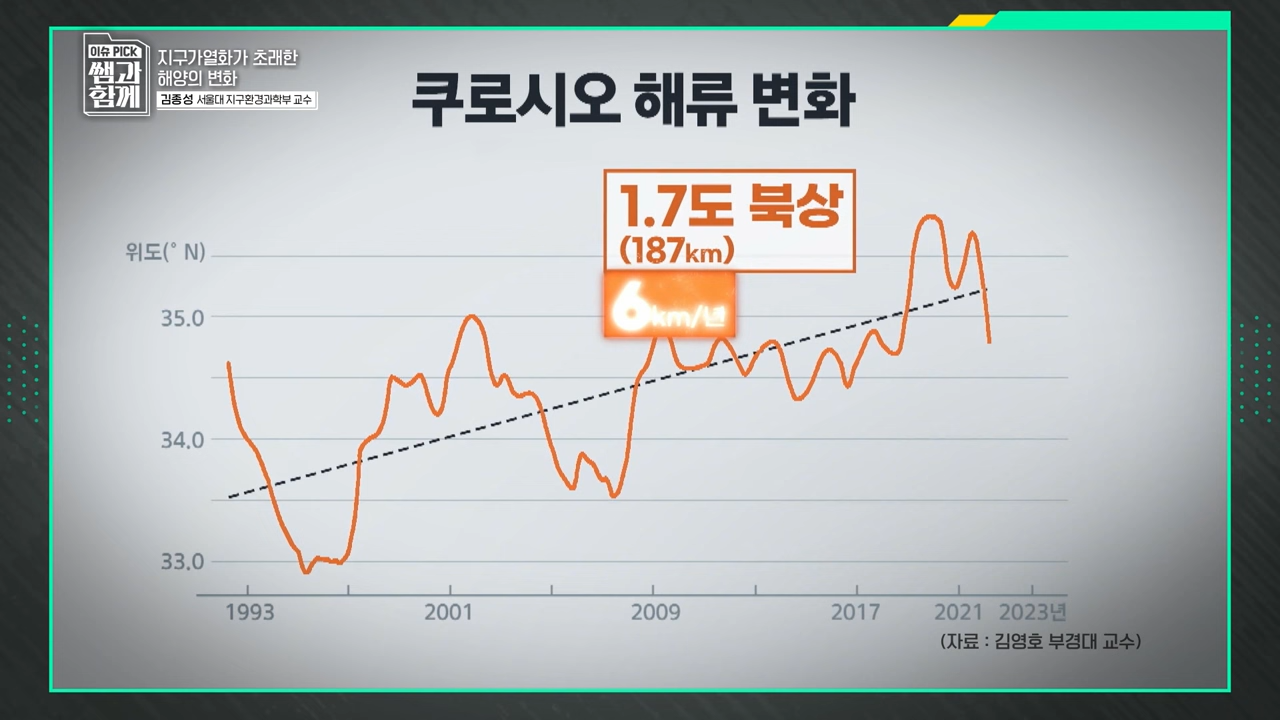 이슈 PICK
쌤과
함께
지구가열화가 초래한
해양의 변화
김종성 서울대 지구환경과학부 교수
쿠로시오 해류 변화
1.7도 북상
(187km)
6km/년
위도(° N)
35.0
34.0
33.0
1993 2001 2009 2017 2021 2023년
(자료 : 김영호 부경대 교수)